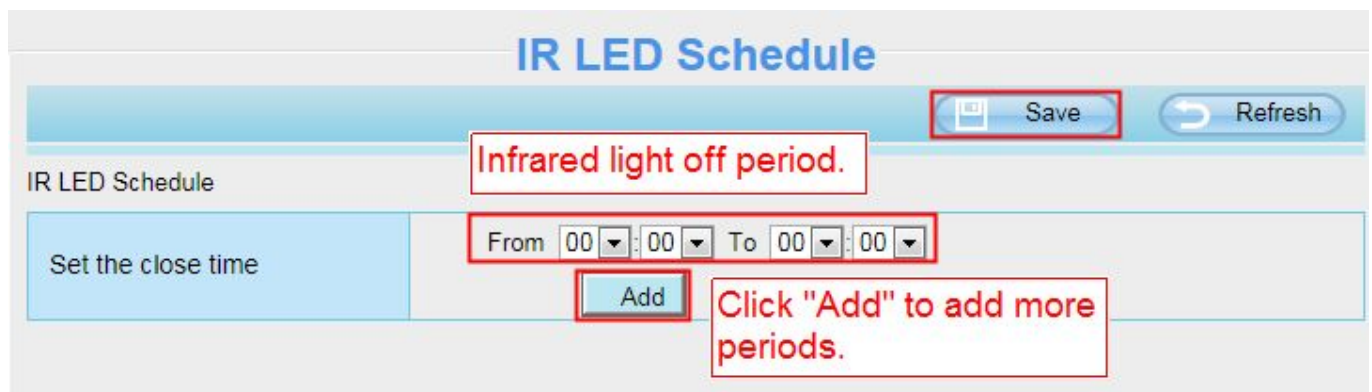 IR LED Schedule
Save Refresh
Infrared light off period.
IR LED Schedule
Set the close time
From 00 : 00 To 00 : 00
Add
Click "Add" to add more
periods.